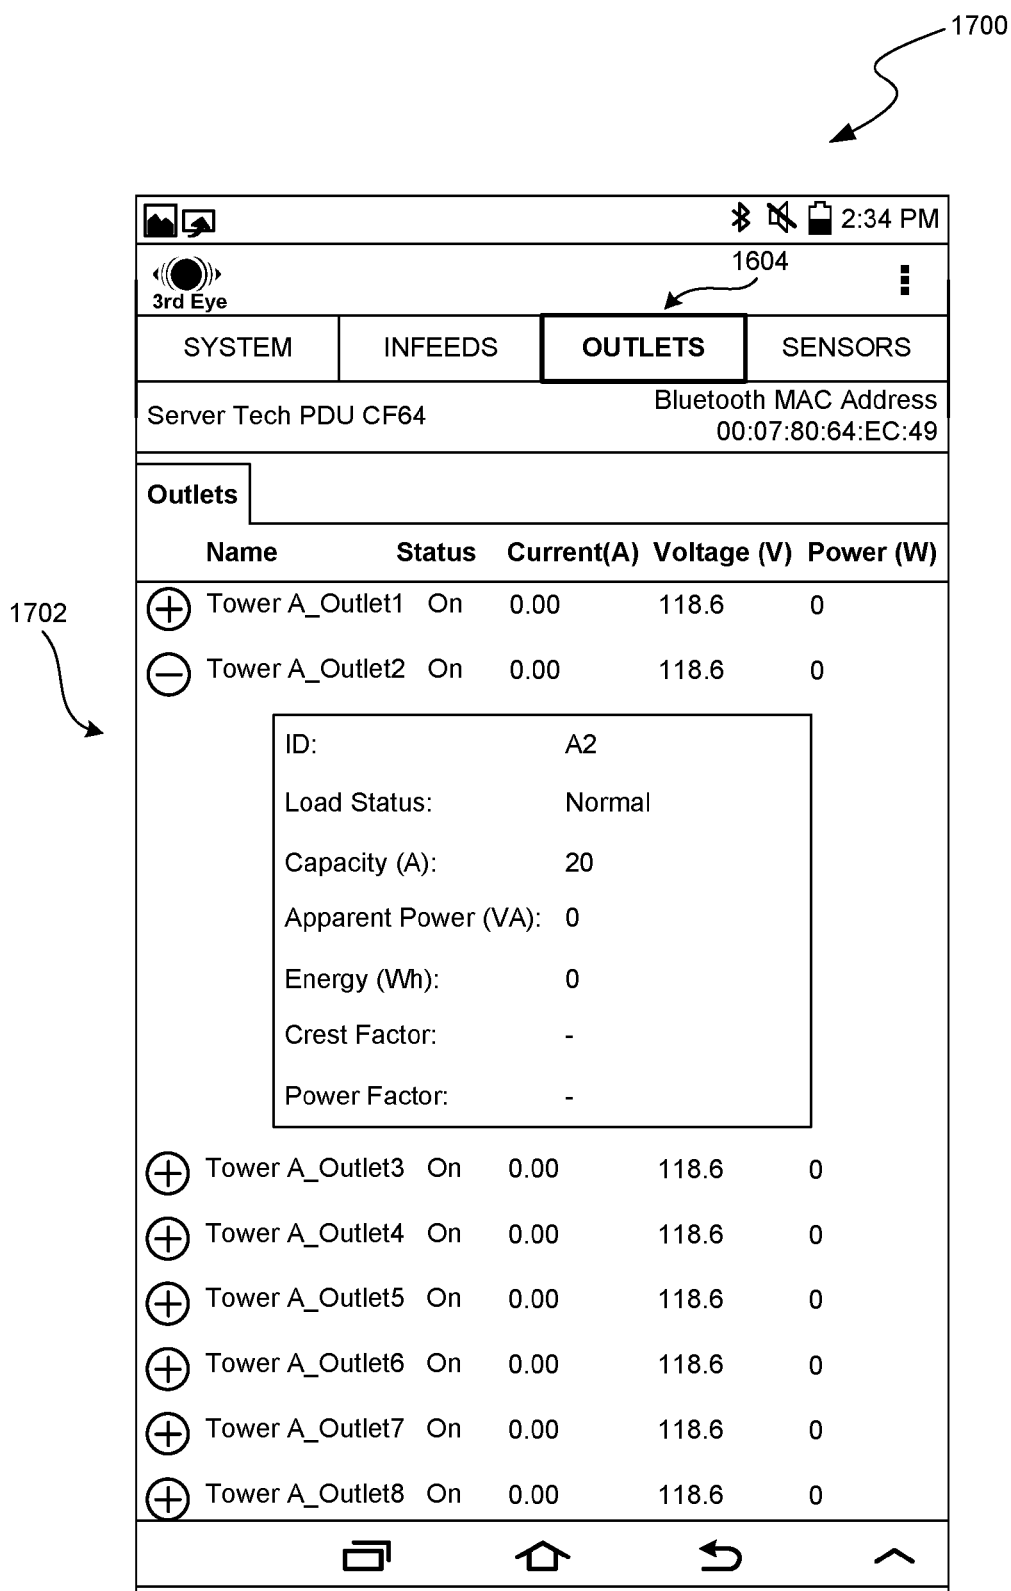 1700
2:34 PM
1604
3rd Eye
SYSTEM INFEEDS OUTLETS SENSORS
Server Tech PDU CF64
Bluetooth MAC Address
00:07:80:64:EC:49
Outlets
Name Status Current(A) Voltage (V) Power (W)
1702
Tower A_Outlet1 On 0.00 118.6 0
Tower A_Outlet2 On 0.00 118.6 0
ID: A2
Load Status: Normal
Capacity (A): 20
Apparent Power (VA): 0
Energy (Wh): 0
Crest Factor: -
Power Factor: -
Tower A_Outlet3 On 0.00 118.6 0
Tower A_Outlet4 On 0.00 118.6 0
Tower A_Outlet5 On 0.00 118.6 0
Tower A_Outlet6 On 0.00 118.6 0
Tower A_Outlet7 On 0.00 118.6 0
Tower A_Outlet8 On 0.00 118.6 0